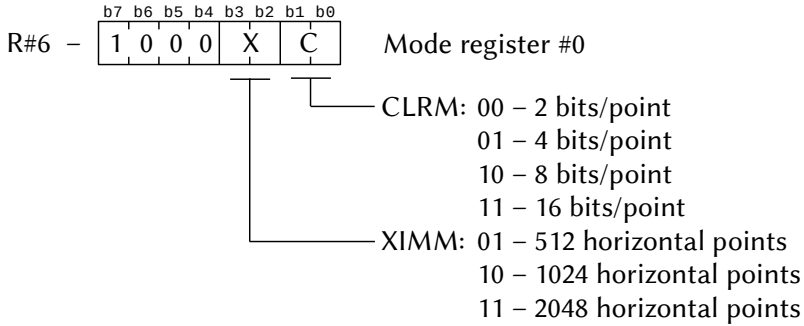 b7 b6 b5 b4 b3 b2 b1 b0
R#6 – 1 0 0 0 X C Mode register #0
CLRM: 00 – 2 bits/point
01 – 4 bits/point
10 – 8 bits/point
11 – 16 bits/point
XIMM: 01 – 512 horizontal points
10 – 1024 horizontal points
11 – 2048 horizontal points